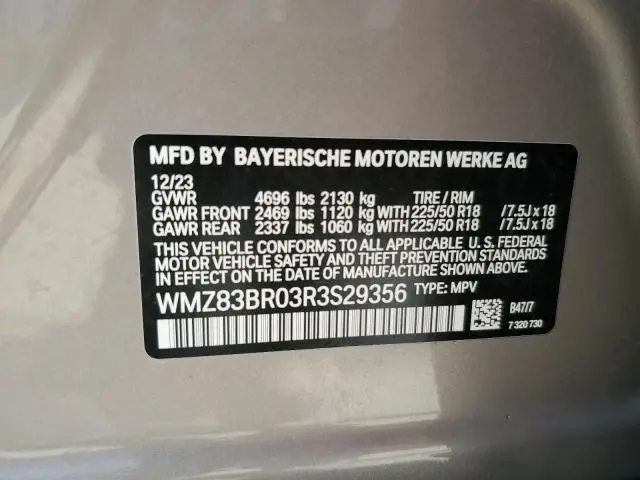 MFD BY BAYERISCHE MOTOREN WERKE AG
12/23
GVWR 4696 lbs 2130 kg TIRE / RIM
GAWR FRONT 2469 lbs 1120 kg WITH 225/50 R18 /7.5J x 18
GAWR REAR 2337 lbs 1060 kg WITH 225/50 R18 /7.5J x 18
THIS VEHICLE CONFORMS TO ALL APPLICABLE U. S. FEDERAL
MOTOR VEHICLE SAFETY, THEFT PREVENTION STANDARDS
IN EFFECT ON THE DATE OF MANUFACTURE SHOWN ABOVE.
WMZ83BR03R3S29356 TYPE: MPV
B47/7
7 320 730